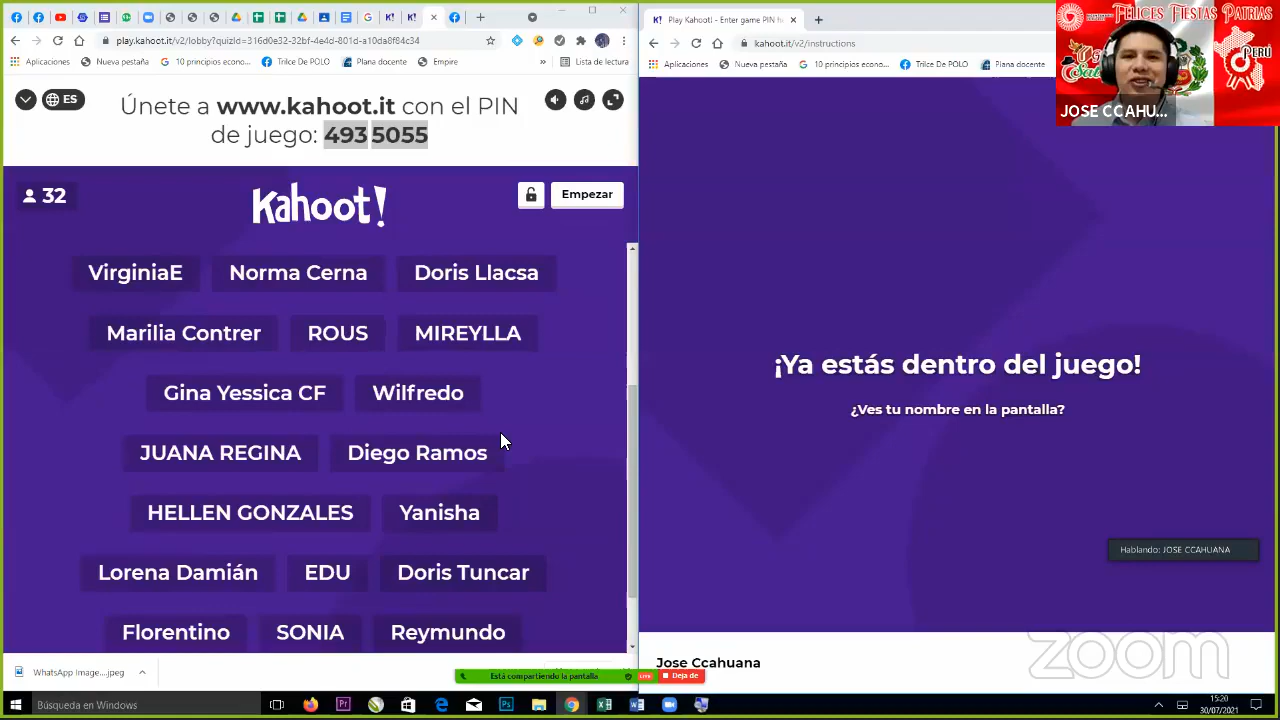 play.kahoot.it/v2/lobby?quizId=316d0e32-32bf-4e4d-801d-a10da8f84c34
Aplicaciones
Nueva pestaña
10 principios econo...
Trilce De POLO
Plana docente
Empire
»
Lista de lectura
ES
Únete a www.kahoot.it con el PIN
de juego: 493 5055
32
Kahoot!
Empezar
VirginiaE
Norma Cerna
Doris Llacsa
Marilia Contrer
ROUS
MIREYLLA
Gina Yessica CF
Wilfredo
JUANA REGINA
Diego Ramos
HELLEN GONZALES
Yanisha
Lorena Damián
EDU
Doris Tuncar
Florentino
SONIA
Reymundo
WhatsApp Image....jpeg
Está compartiendo la pantalla
LIVE
Deja de
K! Play Kahoot! - Enter game PIN h
kahoot.it/v2/instructions
Aplicaciones
Nueva pestaña
10 principios econo...
Trilce De POLO
Plana docente
FELICES FIESTAS PATRIAS
PERÚ
JOSE CCAHU...
¡Ya estás dentro del juego!
¿Ves tu nombre en la pantalla?
Hablando: JOSE CCAHUANA
zoom
Jose Ccahuana
Búsqueda en Windows
15:20
30/07/2021